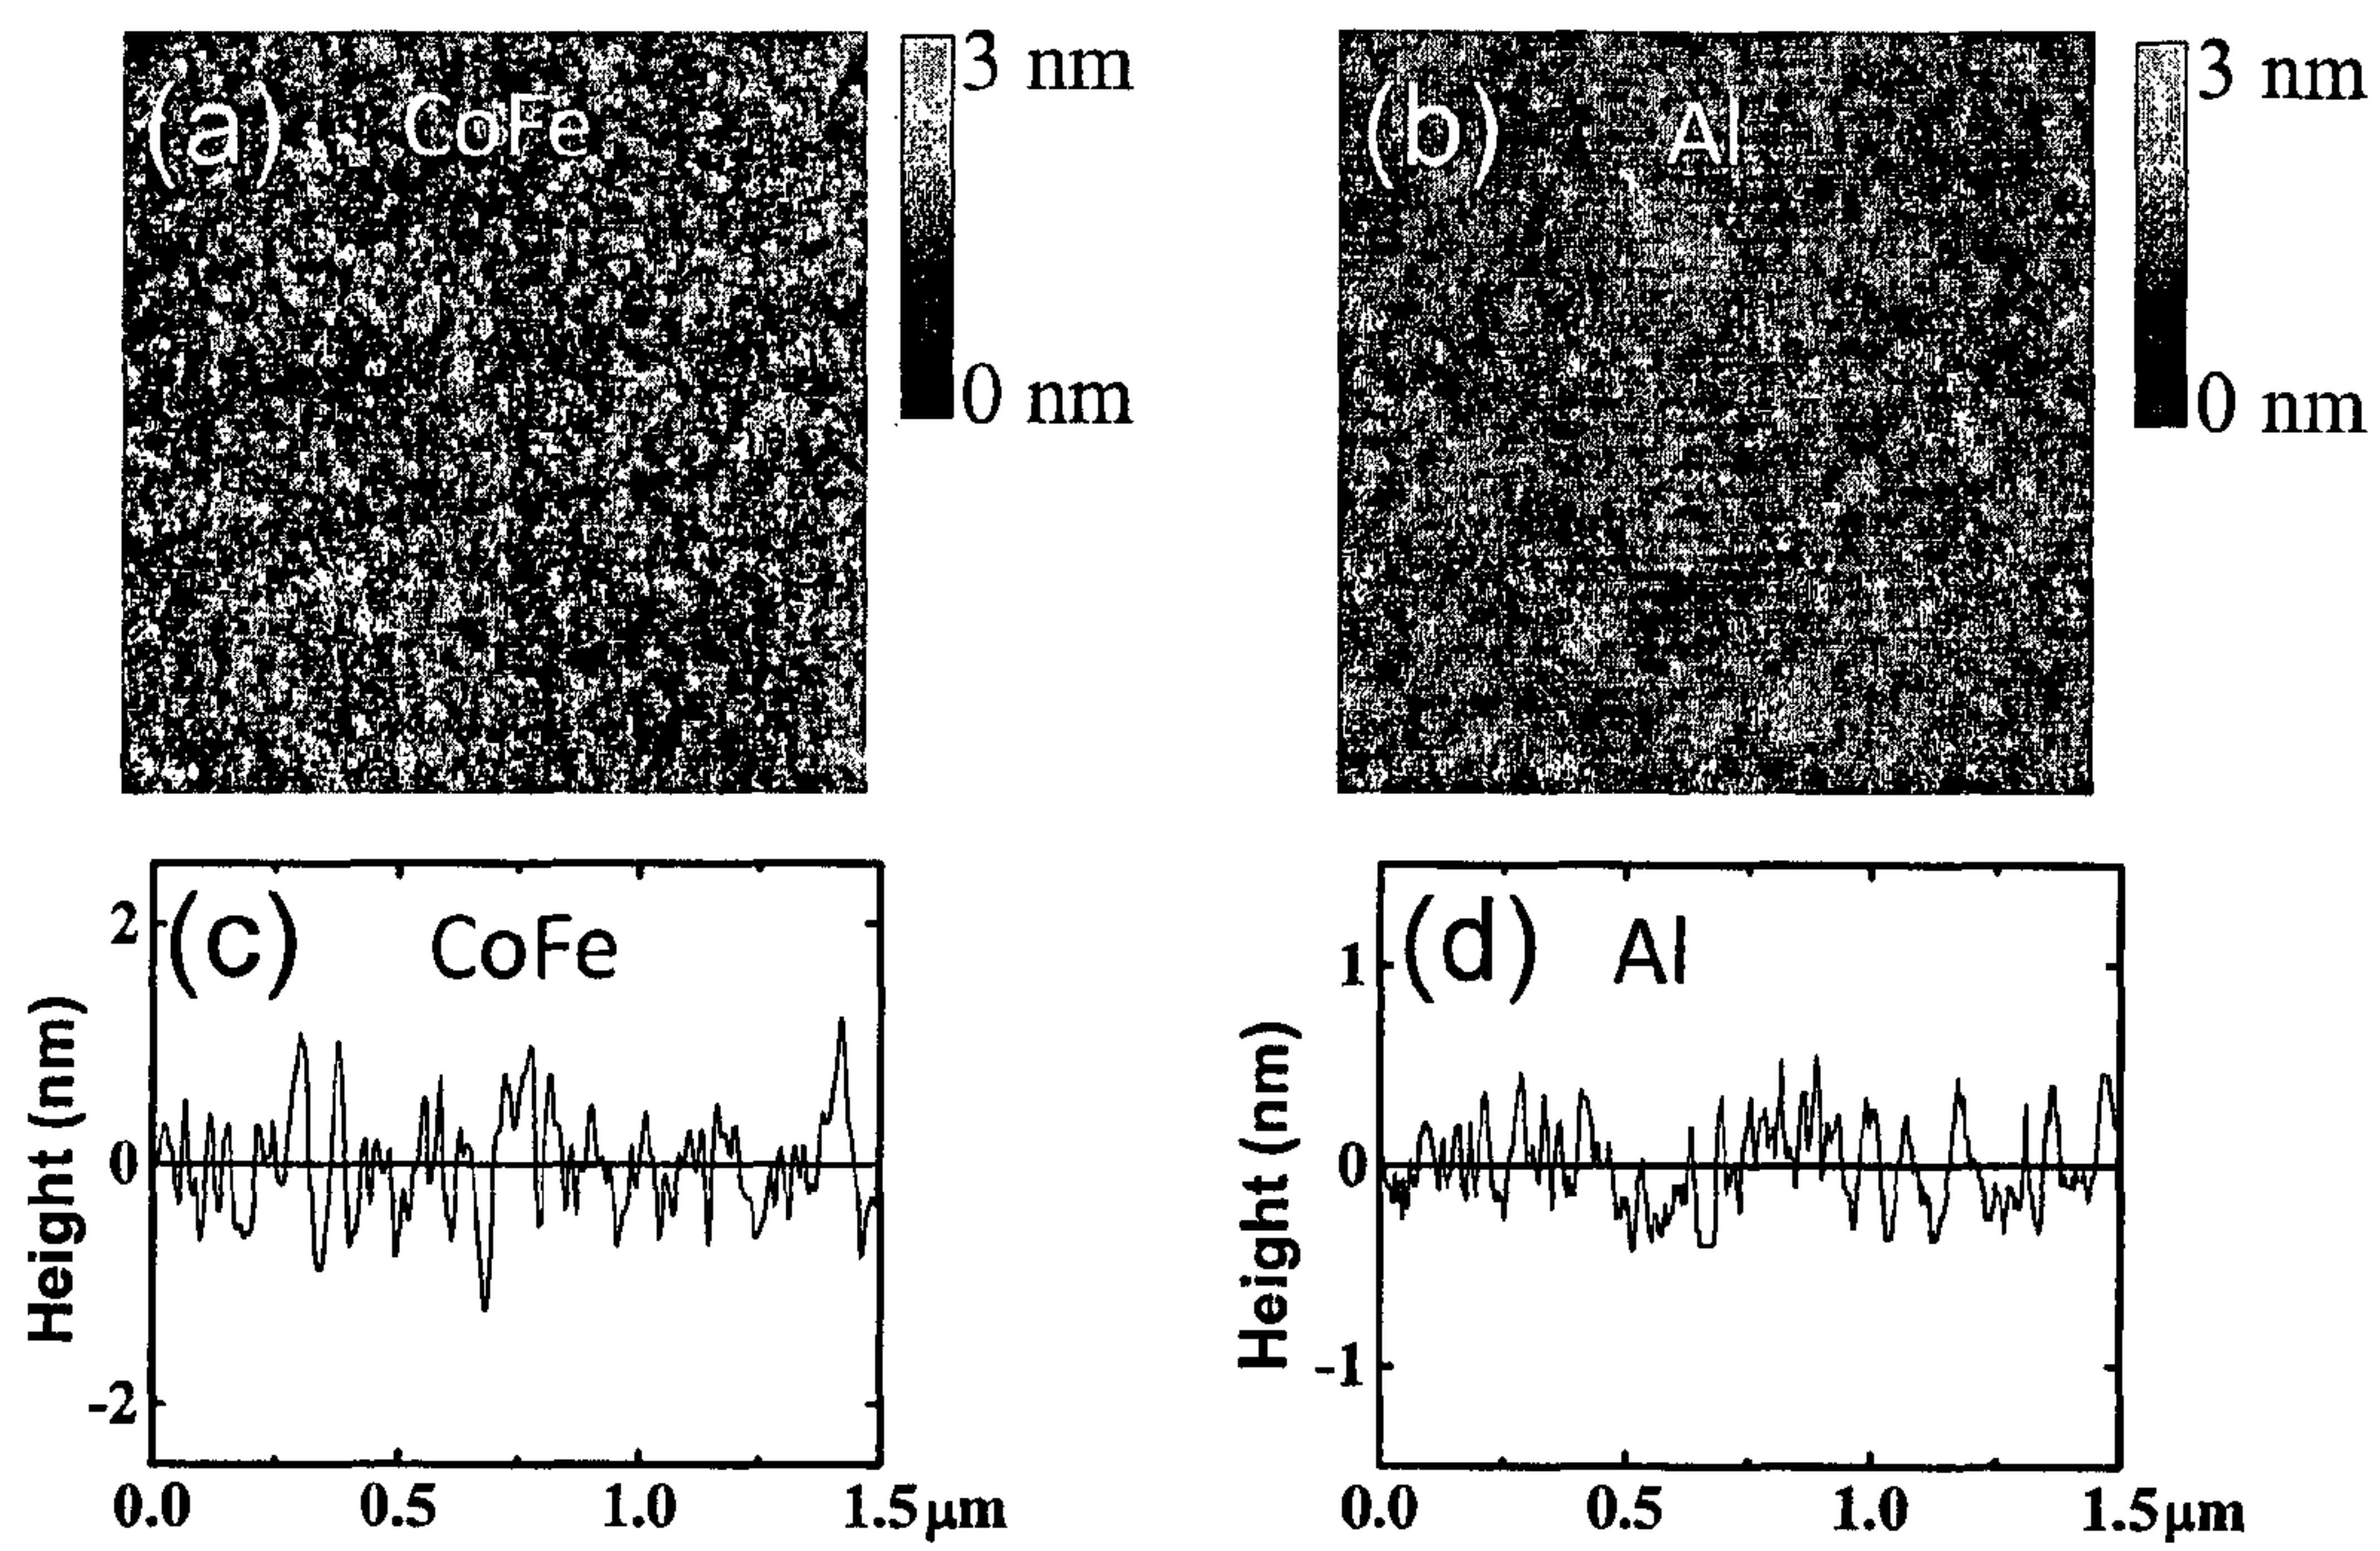 (a) CoFe
3 nm
0 nm
(b) Al
3 nm
0 nm
(c) CoFe
Height (nm)
2
0
-2
0.0 0.5 1.0 1.5μm
(d) Al
Height (nm)
1
0
-1
0.0 0.5 1.0 1.5μm